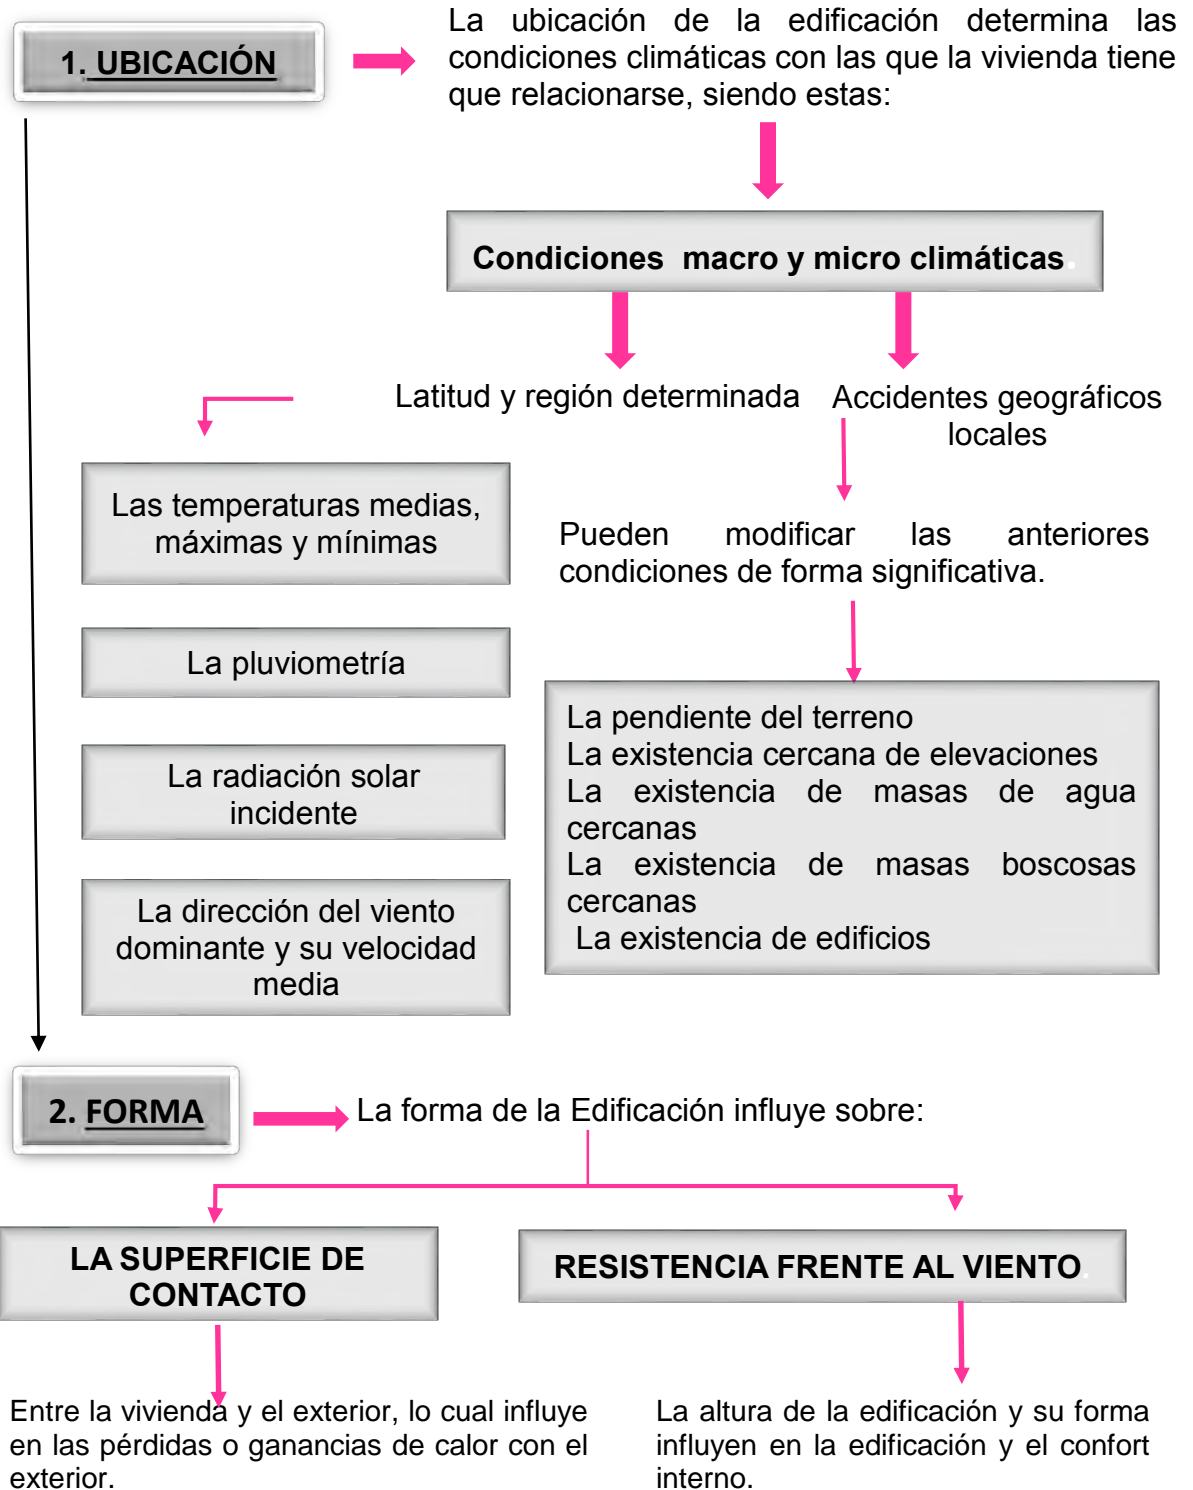 1. UBICACIÓN
La ubicación de la edificación determina las
condiciones climáticas con las que la vivienda tiene
que relacionarse, siendo estas:
Condiciones macro y micro climáticas.
Latitud y región determinada
Accidentes geográficos
locales
Las temperaturas medias,
máximas y mínimas
La pluviometría
La radiación solar
incidente
La dirección del viento
dominante y su velocidad
media
Pueden modificar las anteriores
condiciones de forma significativa.
La pendiente del terreno
La existencia cercana de elevaciones
La existencia de masas de agua
cercanas
La existencia de masas boscosas
cercanas
La existencia de edificios
2. FORMA
La forma de la Edificación influye sobre:
LA SUPERFICIE DE
CONTACTO
Entre la vivienda y el exterior, lo cual influye
en las pérdidas o ganancias de calor con el
exterior.
RESISTENCIA FRENTE AL VIENTO.
La altura de la edificación y su forma
influyen en la edificación y el confort
interno.